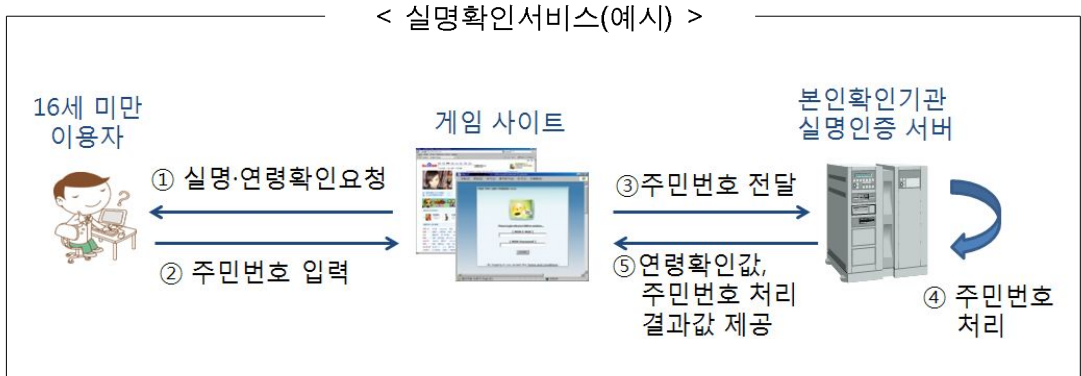 < 실명확인서비스(예시) >
16세 미만
이용자
게임 사이트
본인확인기관
실명인증 서버
① 실명·연령확인요청
② 주민번호 입력
③주민번호 전달
⑤연령확인값,
주민번호 처리
결과값 제공
④ 주민번호
처리